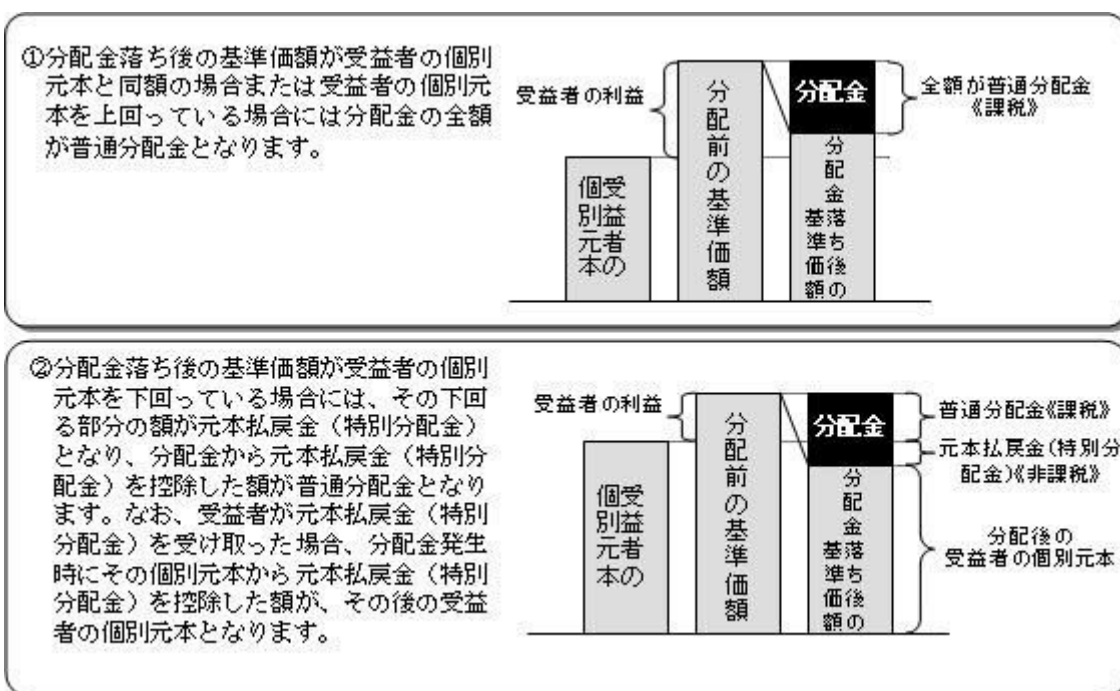 ①分配金落ち後の基準価額が受益者の個別
元本と同額の場合または受益者の個別元
本を上回っている場合には分配金の全額
が普通分配金となります。
受益者の利益
受益者の
個別元本
分配前の基準価額
分配金
分配金落ち後の
基準価額
全額が普通分配金
《課税》
②分配金落ち後の基準価額が受益者の個別
元本を下回っている場合には、その下回
る部分の額が元本払戻金（特別分配金）
となり、分配金から元本払戻金（特別分
配金）を控除した額が普通分配金となり
ます。なお、受益者が元本払戻金（特別
分配金）を受け取った場合、分配金発生
時にその個別元本から元本払戻金（特別
分配金）を控除した額が、その後の受益
者の個別元本となります。
受益者の利益
受益者の
個別元本
分配前の基準価額
分配金
分配金落ち後の
基準価額
普通分配金《課税》
元本払戻金(特別分
配金)《非課税》
分配後の
受益者の個別元本